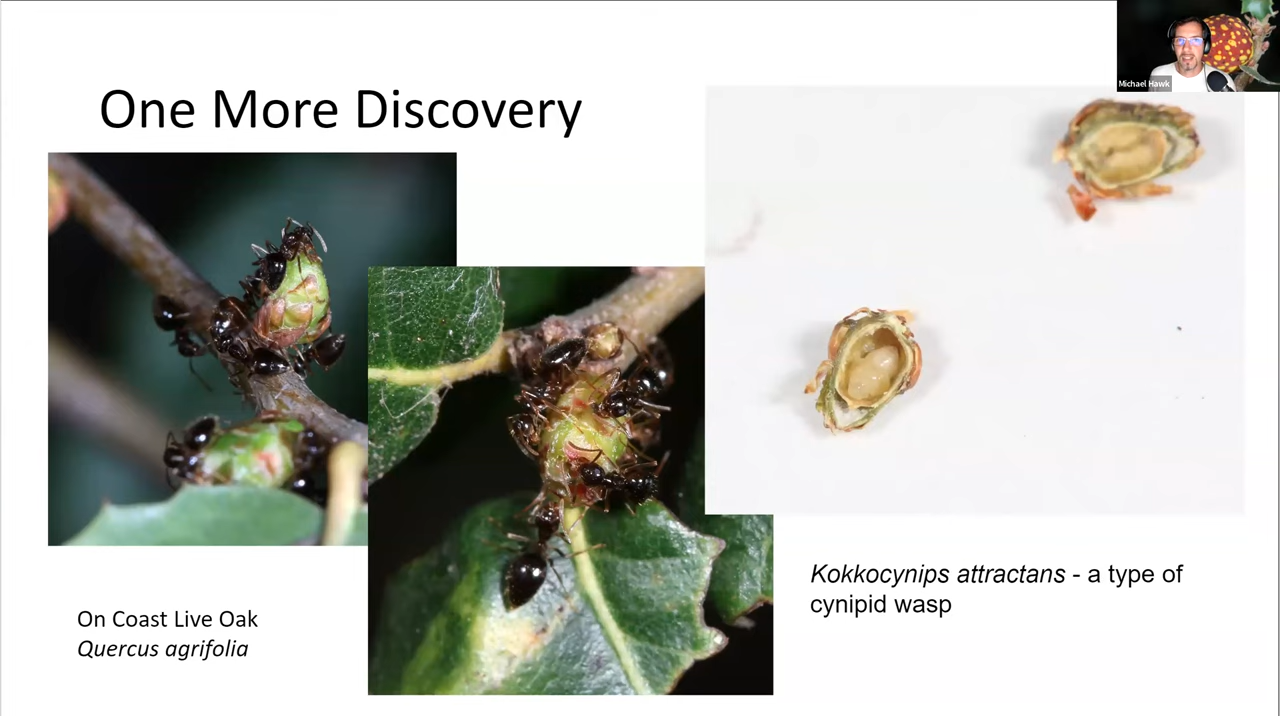 Michael Hawk
One More Discovery
On Coast Live Oak
Quercus agrifolia
Kokkocynips attractans - a type of
cynipid wasp